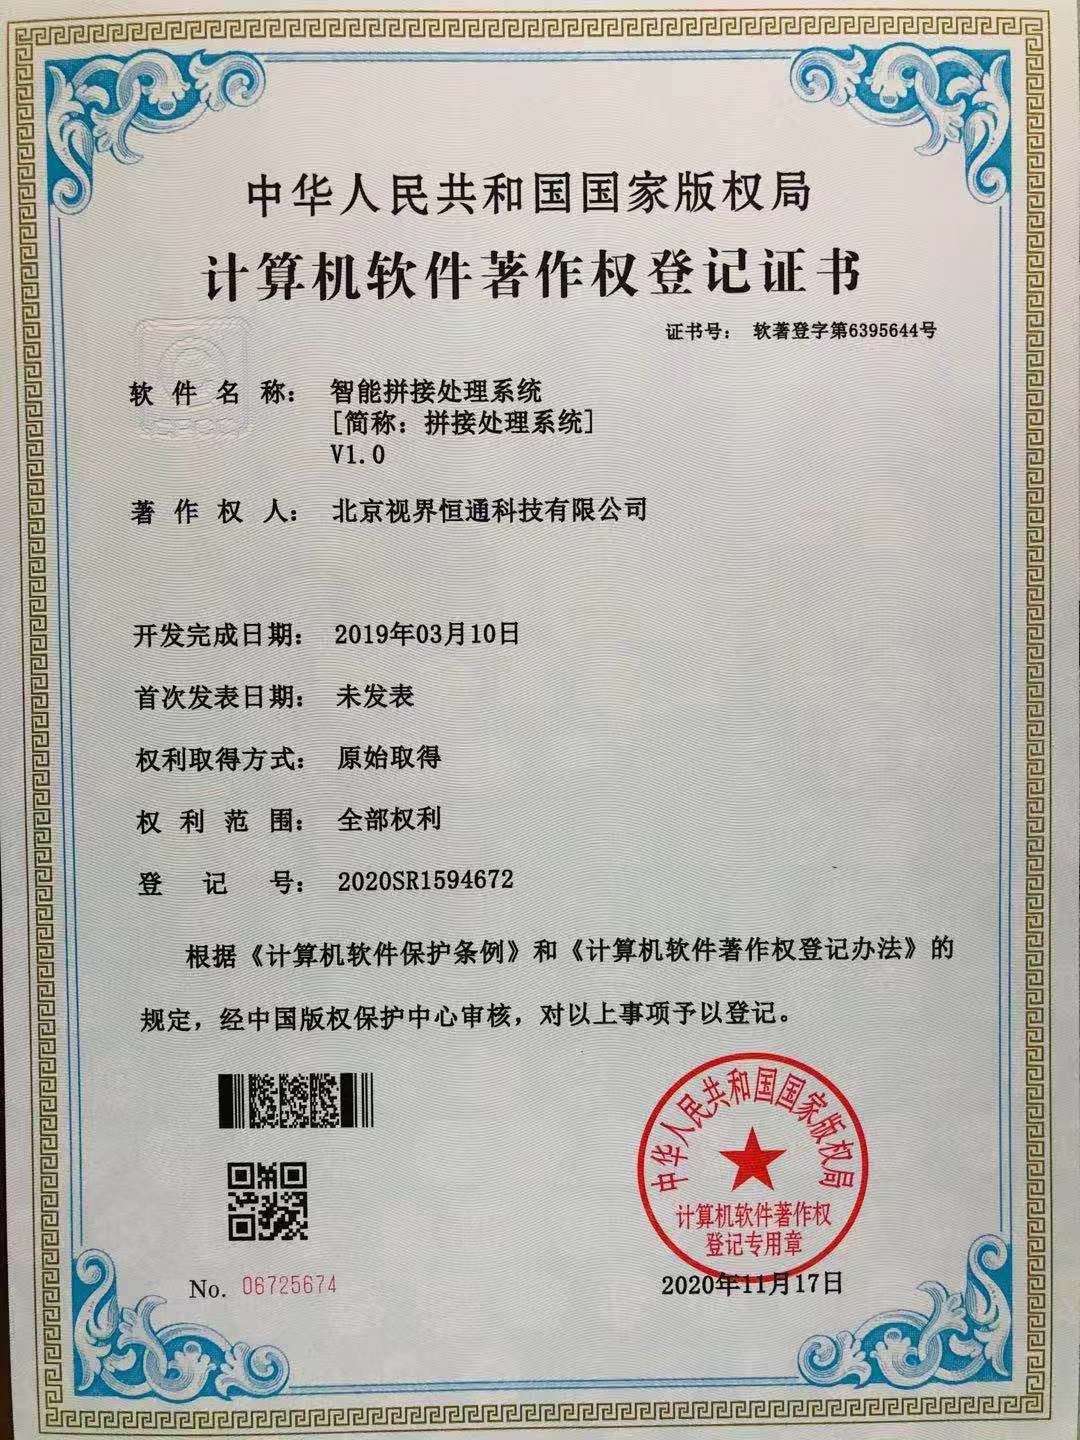 中华人民共和国国家版权局
计算机软件著作权登记证书
证书号： 软著登字第6395644号
软件名称： 智能拼接处理系统
[简称：拼接处理系统]
V1.0
著作权人： 北京视界恒通科技有限公司
开发完成日期： 2019年03月10日
首次发表日期： 未发表
权利取得方式： 原始取得
权利范围： 全部权利
登记号： 2020SR1594672
根据《计算机软件保护条例》和《计算机软件著作权登记办法》的
规定，经中国版权保护中心审核，对以上事项予以登记。
中华人民共和国国家版权局
计算机软件著作权
登记专用章
No. 06725674
2020年11月17日